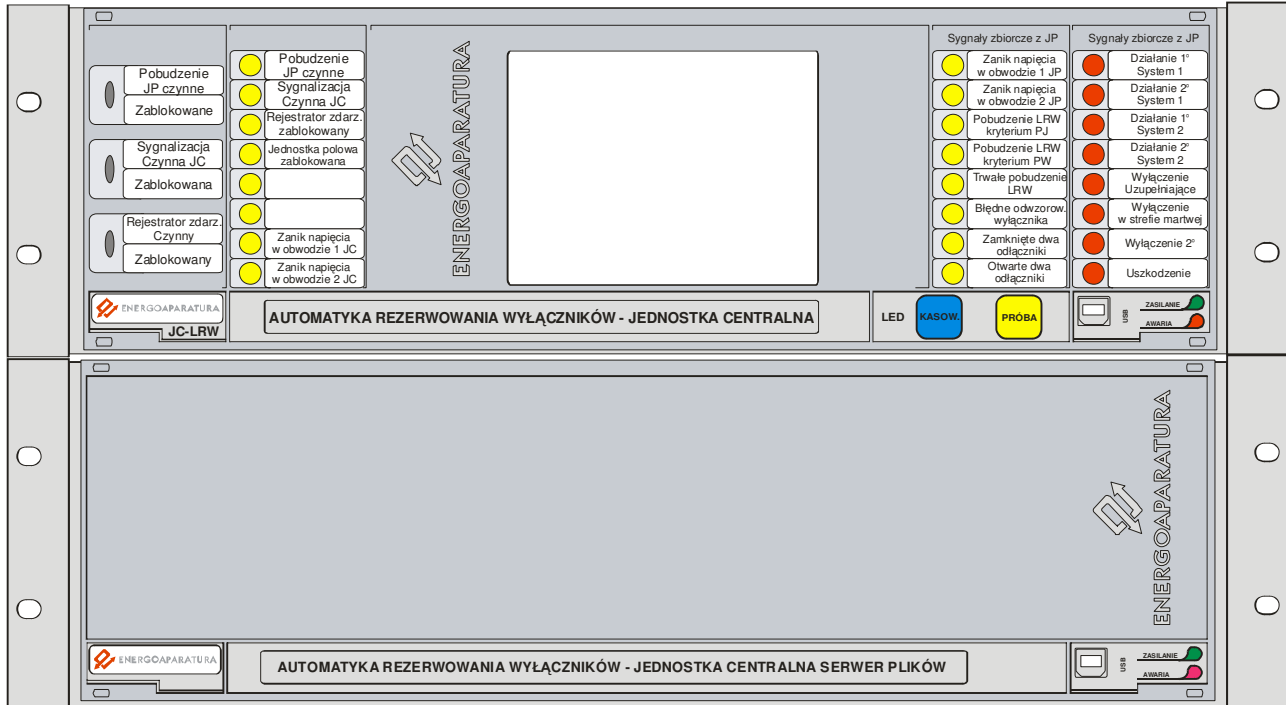 Pobudzenie
JP czynne
Zablokowane
Sygnalizacja
Czynna JC
Zablokowana
Rejestrator zdarz.
Czynny
Zablokowany
Pobudzenie
JP czynne
Sygnalizacja
Czynna JC
Rejestrator zdarz.
zablokowany
Jednostka polowa
zablokowana
Zanik napięcia
w obwodzie 1 JC
Zanik napięcia
w obwodzie 2 JC
ENERGOAPARATURA
Sygnały zbiorcze z JP
Zanik napięcia
w obwodzie 1 JP
Zanik napięcia
w obwodzie 2 JP
Pobudzenie LRW
kryterium PJ
Pobudzenie LRW
kryterium PW
Trwałe pobudzenie
LRW
Błędne odwzorow.
wyłącznika
Zamknięte dwa
odłączniki
Otwarte dwa
odłączniki
Sygnały zbiorcze z JP
Działanie 1°
System 1
Działanie 2°
System 1
Działanie 1°
System 2
Działanie 2°
System 2
Wyłączenie
Uzupełniające
Wyłączenie
w strefie martwej
Wyłączenie 2°
Uszkodzenie
ENERGOAPARATURA
JC-LRW
AUTOMATYKA REZERWOWANIA WYŁĄCZNIKÓW - JEDNOSTKA CENTRALNA
LED
KASOW.
PRÓBA
USB
ZASILANIE
AWARIA
ENERGOAPARATURA
ENERGOAPARATURA
AUTOMATYKA REZERWOWANIA WYŁĄCZNIKÓW - JEDNOSTKA CENTRALNA SERWER PLIKÓW
USB
ZASILANIE
AWARIA